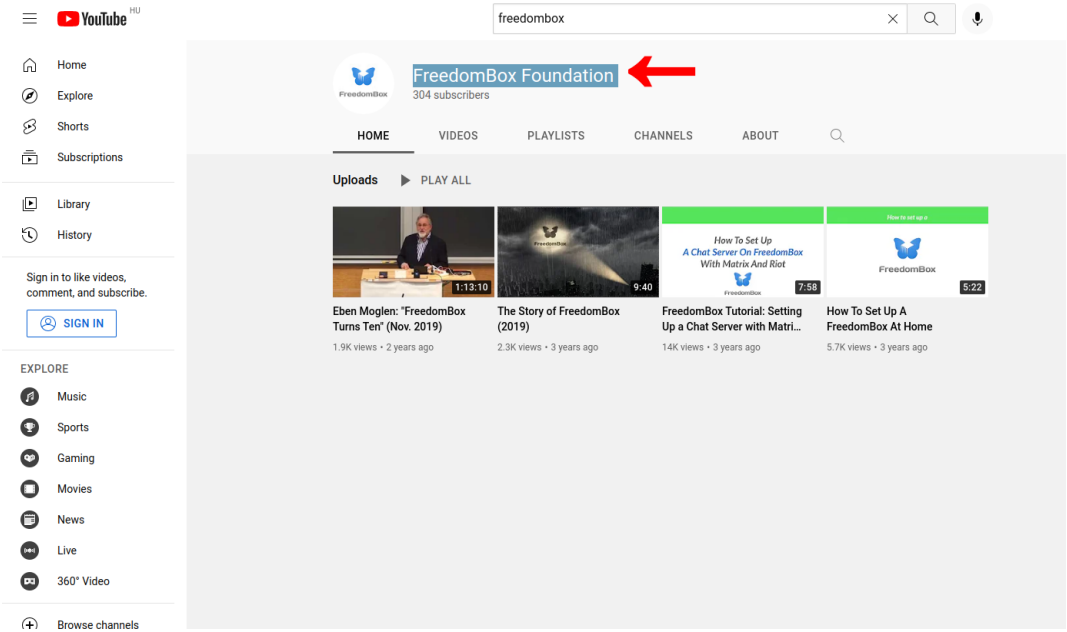 YouTube HU
freedombox
Home
Explore
Shorts
Subscriptions
Library
History
Sign in to like videos,
comment, and subscribe.
SIGN IN
EXPLORE
Music
Sports
Gaming
Movies
News
Live
360° Video
Browse channels
FreedomBox
FreedomBox Foundation
304 subscribers
HOME VIDEOS PLAYLISTS CHANNELS ABOUT
Uploads PLAY ALL
1:13:10
Eben Moglen: "FreedomBox
Turns Ten" (Nov. 2019)
1.9K views • 2 years ago
FreedomBox
9:40
The Story of FreedomBox
(2019)
2.3K views • 3 years ago
How To Set Up
A Chat Server On FreedomBox
With Matrix And Riot
FreedomBox
7:58
FreedomBox Tutorial: Setting
Up a Chat Server with Matri...
14K views • 3 years ago
How to set up a
FreedomBox
5:22
How To Set Up A
FreedomBox At Home
5.7K views • 3 years ago